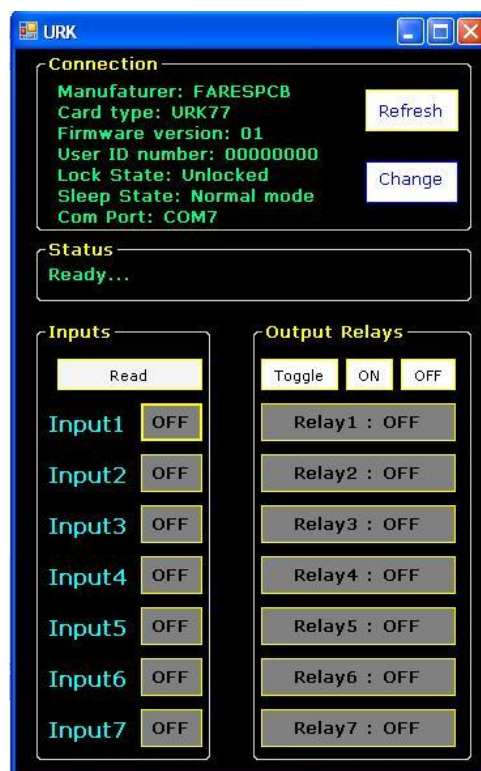 URK
Connection
Manufaturer: FARESPCB
Card type: URK77
Firmware version: 01
User ID number: 00000000
Lock State: Unlocked
Sleep State: Normal mode
Com Port: COM7
Refresh
Change
Status
Ready...
Inputs
Read
Input1 OFF
Input2 OFF
Input3 OFF
Input4 OFF
Input5 OFF
Input6 OFF
Input7 OFF
Output Relays
Toggle ON OFF
Relay1 : OFF
Relay2 : OFF
Relay3 : OFF
Relay4 : OFF
Relay5 : OFF
Relay6 : OFF
Relay7 : OFF